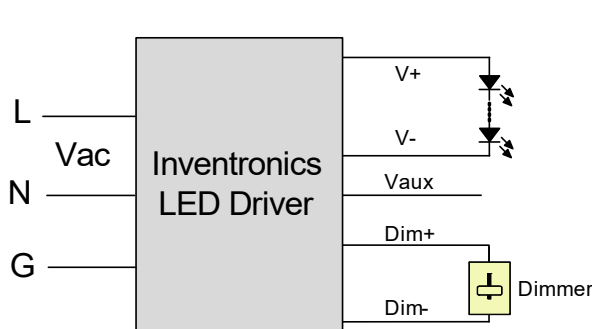 L
Vac
N
G
Inventronics
LED Driver
V+
V-
Vaux
Dim+
Dim-
Dimmer